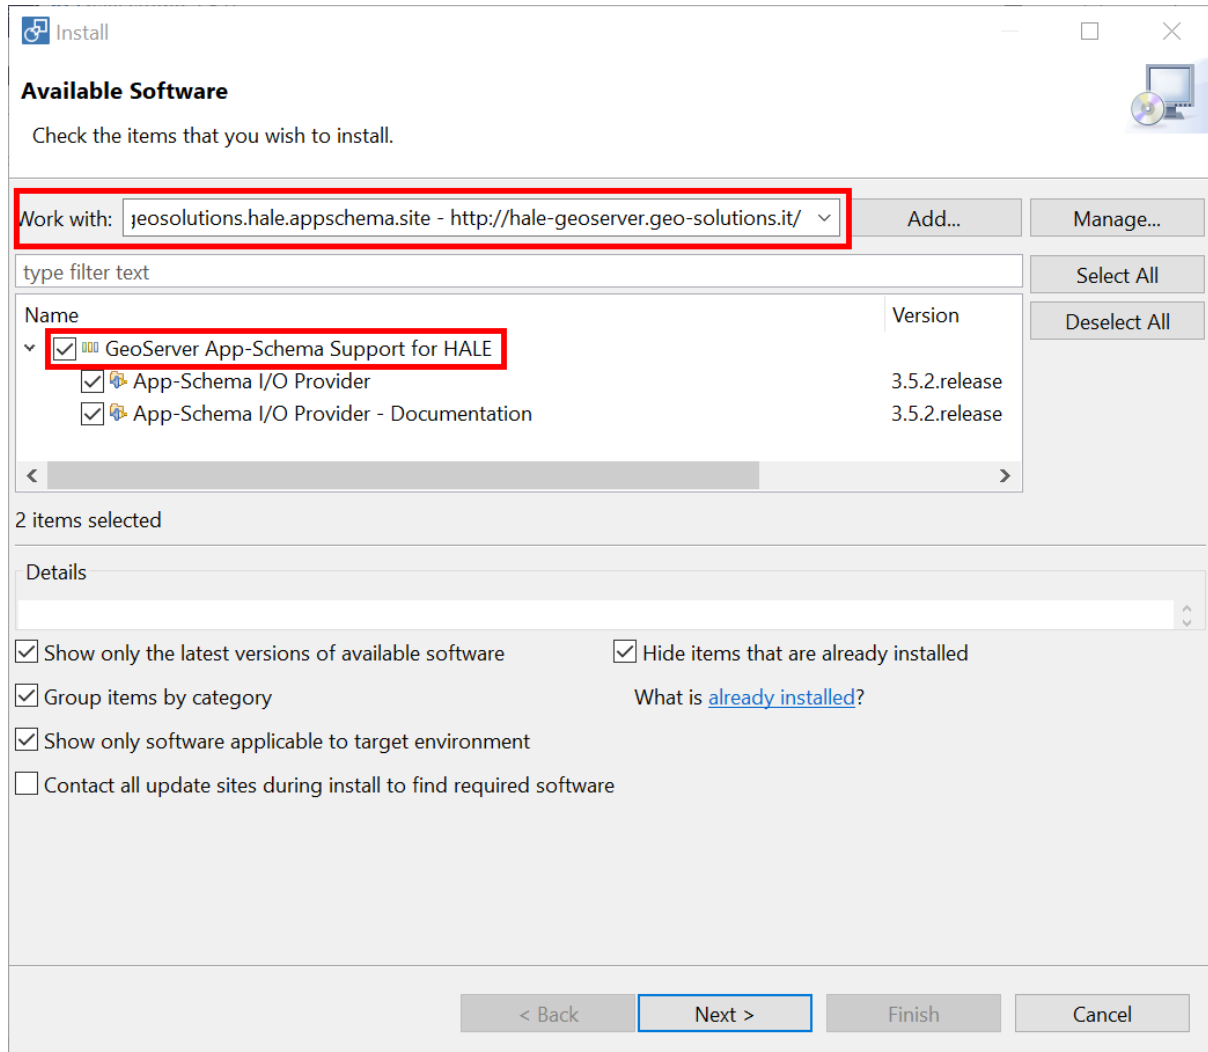 Install
Available Software
Check the items that you wish to install.
Work with: geosolutions.hale.appschema.site - http://hale-geoserver.geo-solutions.it/ Add... Manage...
type filter text Select All
Name Version Deselect All
GeoServer App-Schema Support for HALE
App-Schema I/O Provider 3.5.2.release
App-Schema I/O Provider - Documentation 3.5.2.release
2 items selected
Details
Show only the latest versions of available software Hide items that are already installed
Group items by category What is already installed?
Show only software applicable to target environment
Contact all update sites during install to find required software
< Back Next > Finish Cancel